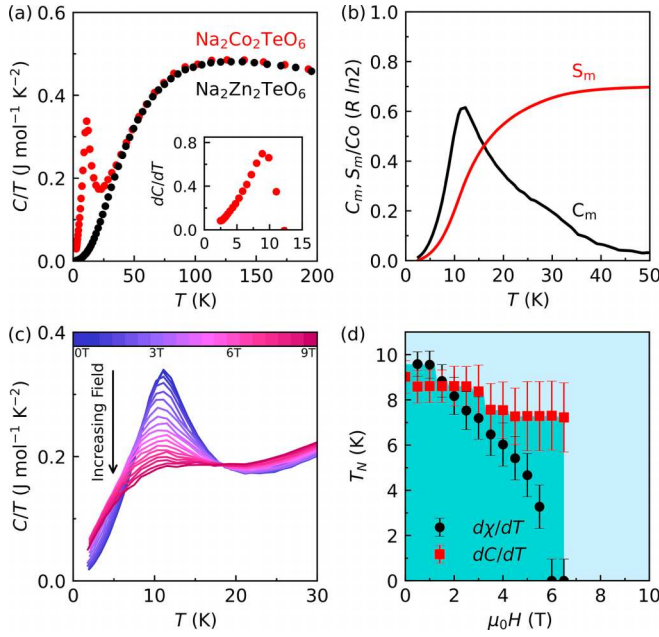 (a)
Na₂Co₂TeO₆
Na₂Zn₂TeO₆
C/T (J mol⁻¹ K⁻²)
0.6
0.4
0.2
0.0
0 50 100 150 200
T (K)
dC/dT
0.8
0.4
0.0
0 5 10 15
T (K)
(b)
Cₘ, Sₘ/Co (R ln2)
1.0
0.8
0.6
0.4
0.2
0.0
Sₘ
Cₘ
0 10 20 30 40 50
T (K)
(c)
C/T (J mol⁻¹ K⁻²)
0.4
0.2
0.0
0T 3T 6T 9T
Increasing Field
0 10 20 30
T (K)
(d)
T_N (K)
10
8
6
4
2
0
dχ/dT
dC/dT
0 2 4 6 8 10
μ₀H (T)